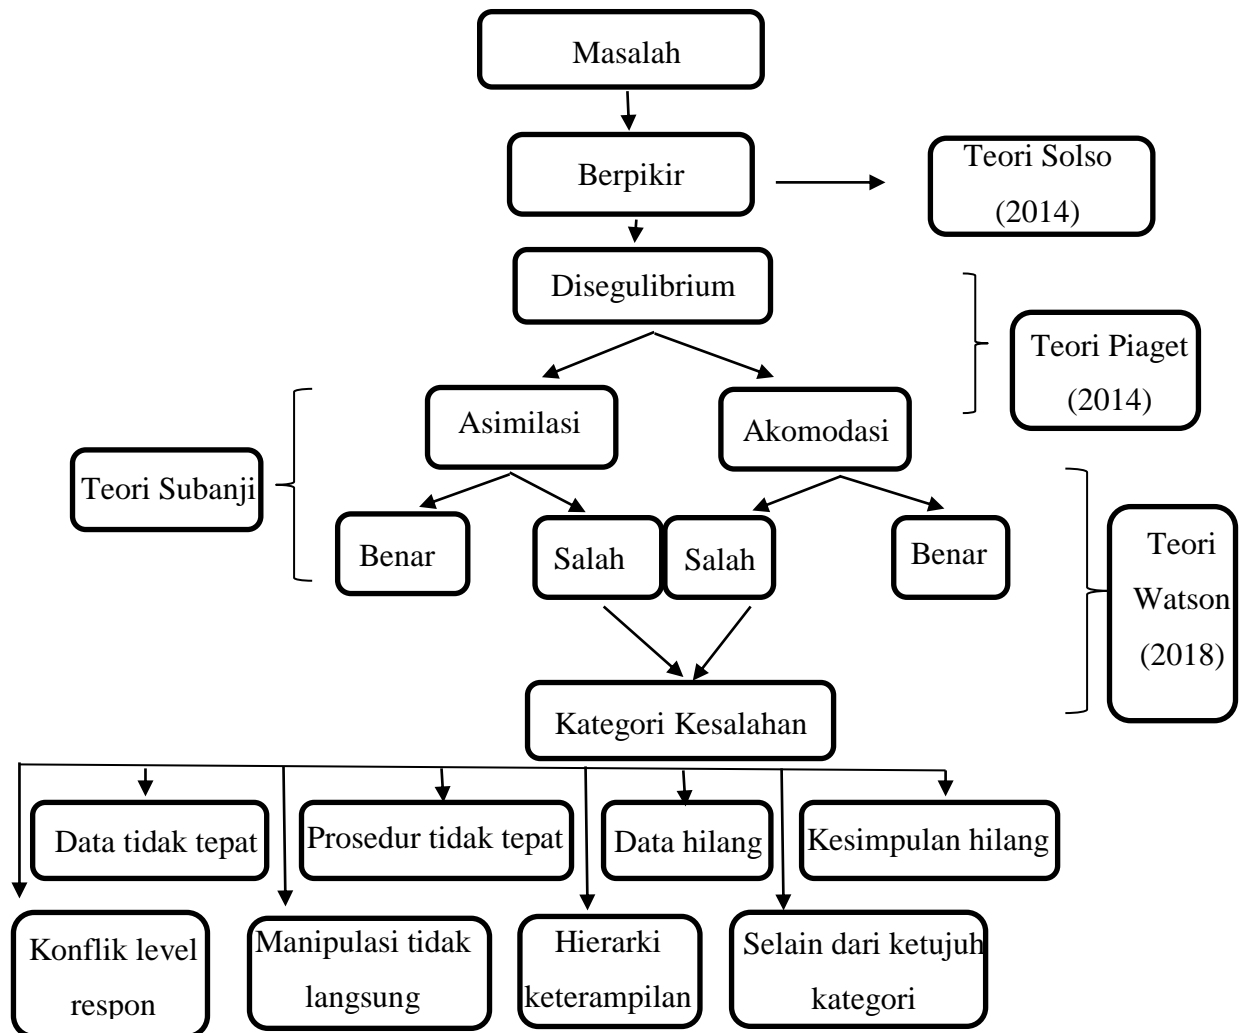 Masalah
Berpikir
Teori Solso
(2014)
Disegulibrium
Teori Piaget
(2014)
Asimilasi
Akomodasi
Teori Subanji
Benar
Salah
Salah
Benar
Teori
Watson
(2018)
Kategori Kesalahan
Data tidak tepat
Prosedur tidak tepat
Data hilang
Kesimpulan hilang
Konflik level
respon
Manipulasi tidak
langsung
Hierarki
keterampilan
Selain dari ketujuh
kategori